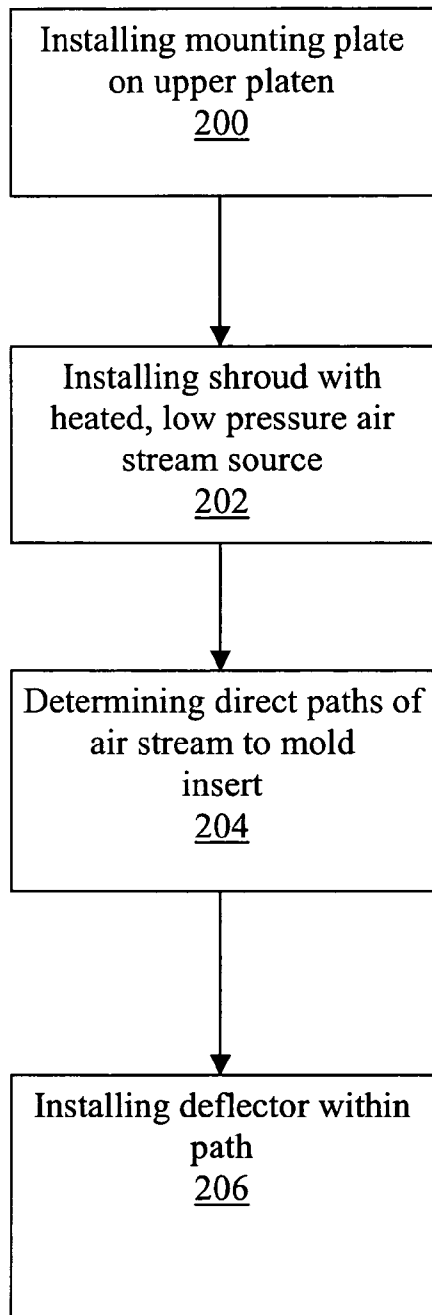 Installing mounting plate
on upper platen
200
Installing shroud with
heated, low pressure air
stream source
202
Determining direct paths of
air stream to mold
insert
204
Installing deflector within
path
206